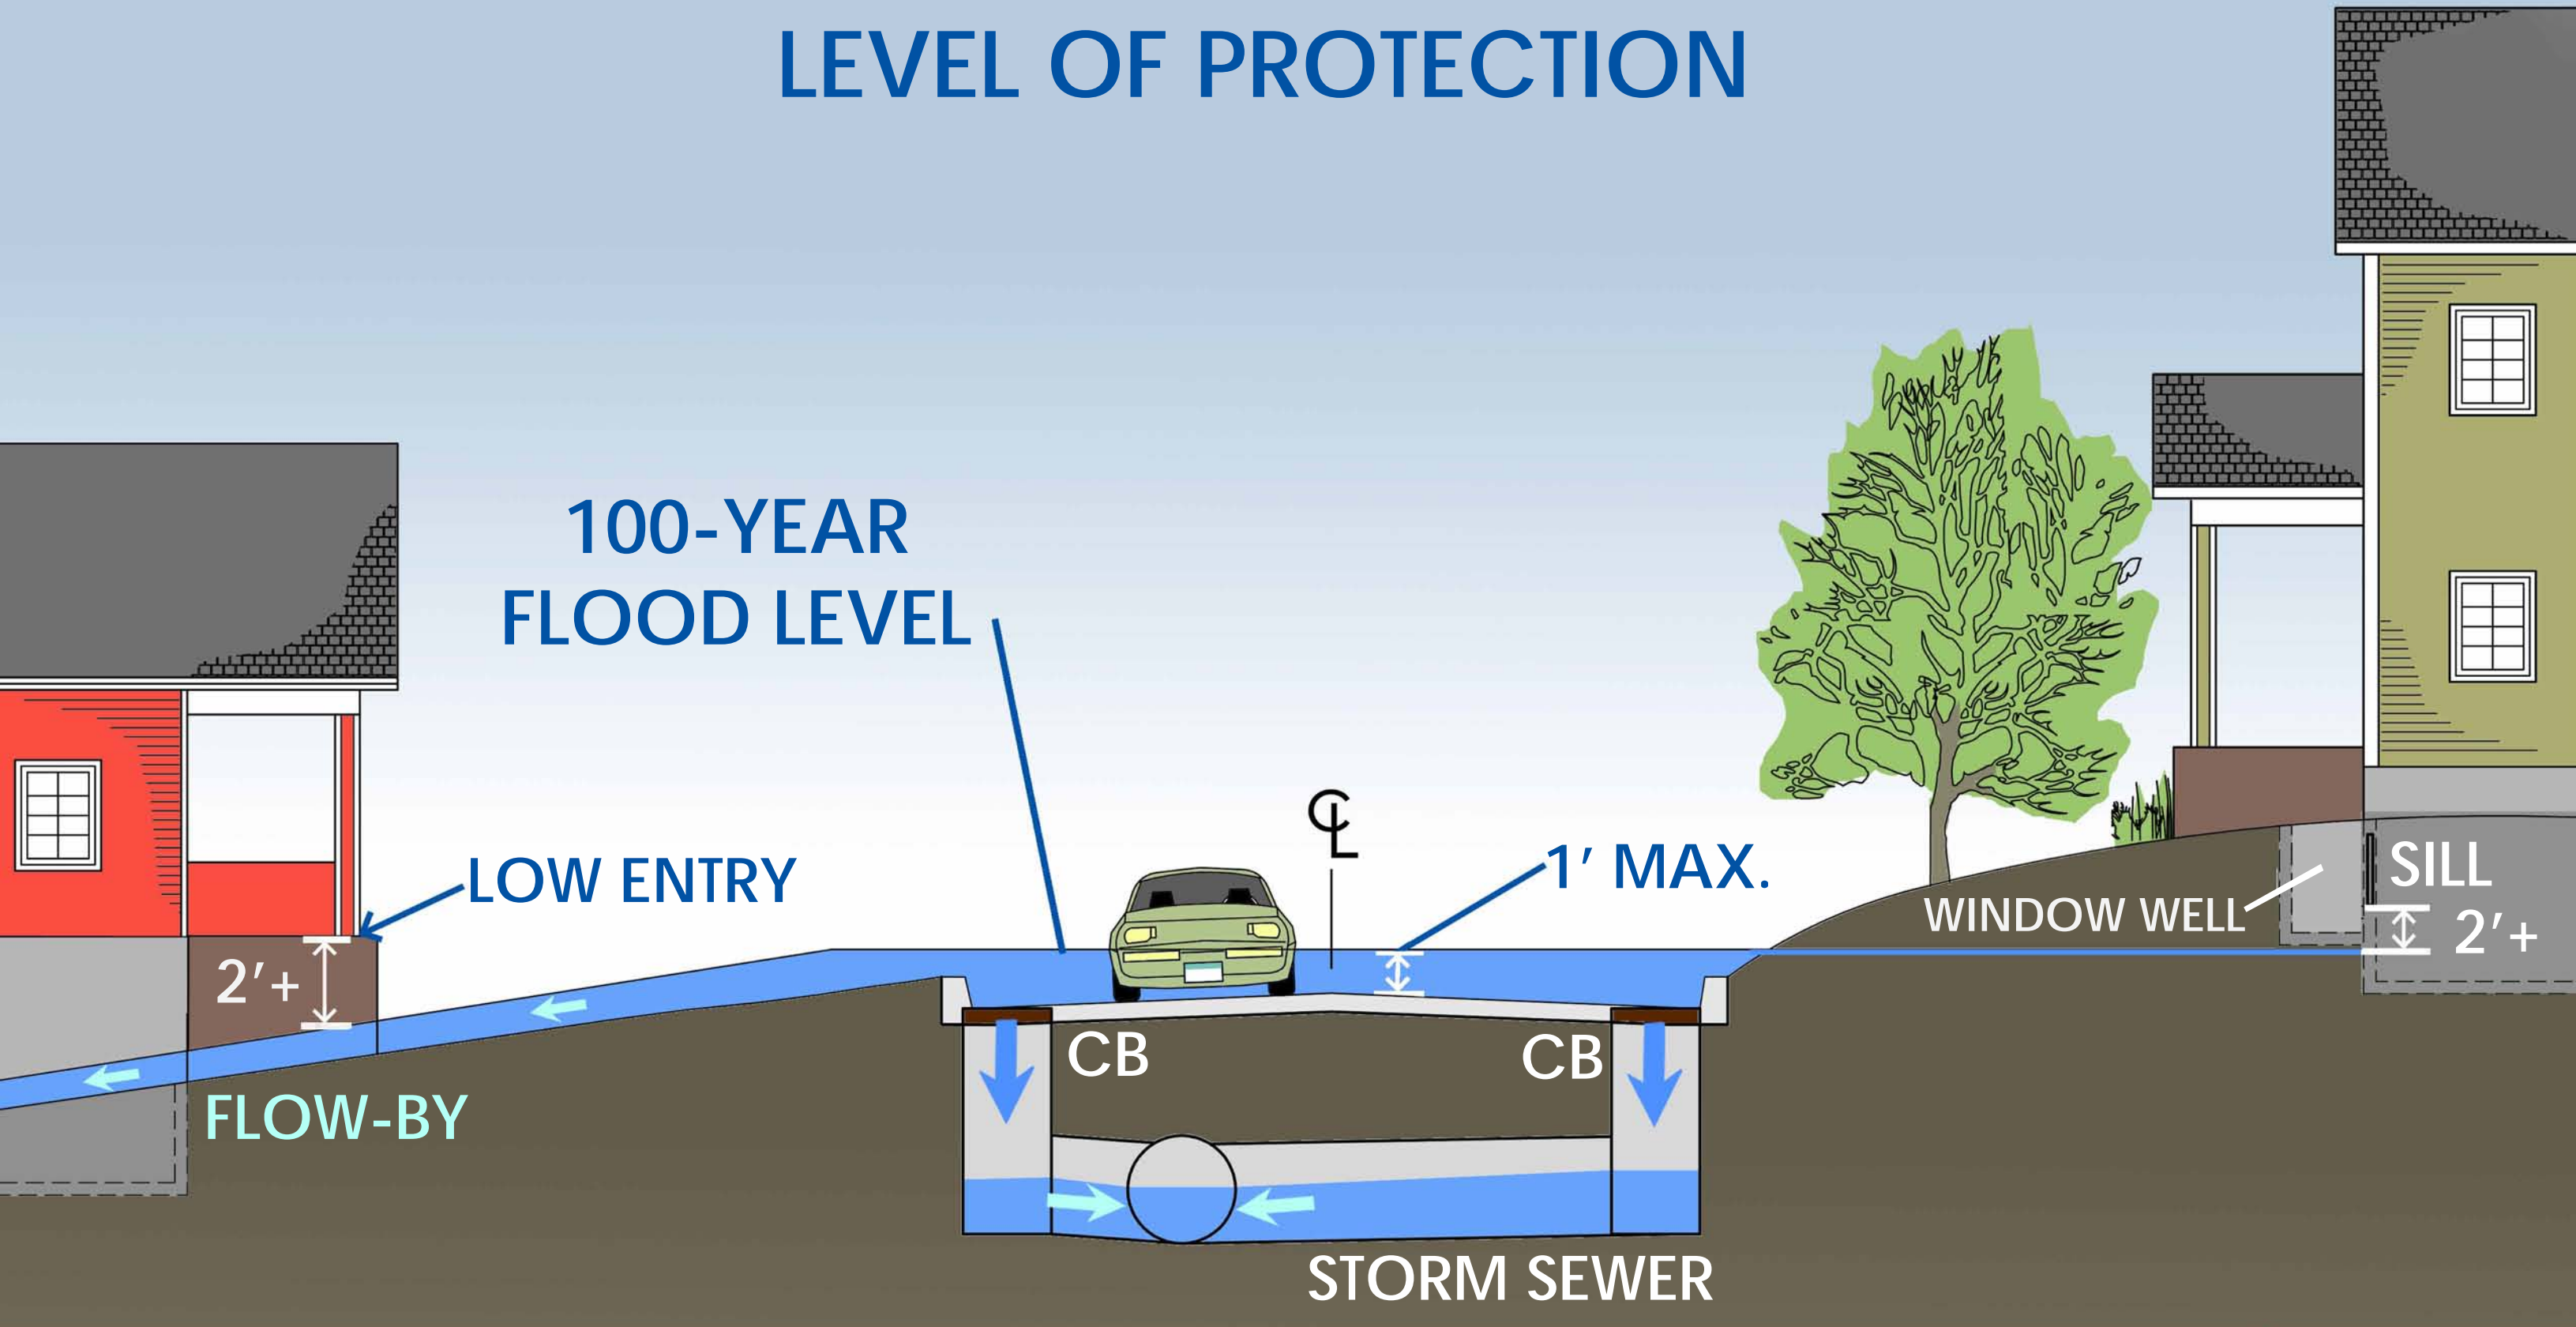 LEVEL OF PROTECTION
100-YEAR
FLOOD LEVEL
LOW ENTRY
℄
1' MAX.
SILL
WINDOW WELL
2'+
2'+
CB
CB
FLOW-BY
STORM SEWER